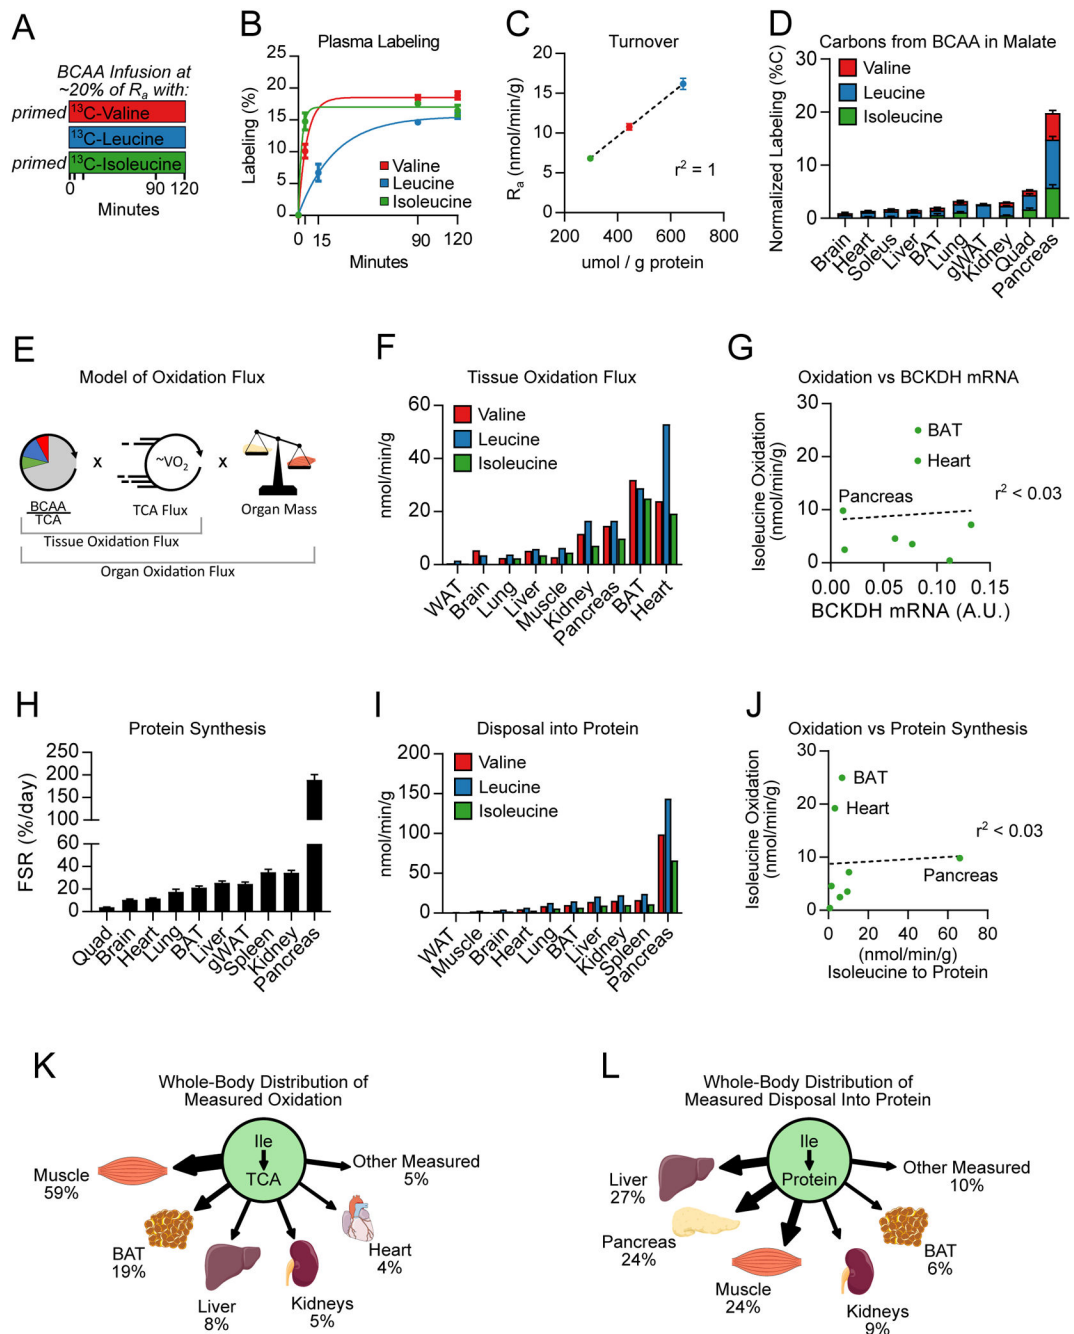 A
BCAA Infusion at
~20% of Ra with:
primed 13C-Valine
13C-Leucine
primed 13C-Isoleucine
0 90 120
Minutes
B
Plasma Labeling
Labeling (%)
25
20
15
10
5
0
Valine
Leucine
Isoleucine
0 15 90 120
Minutes
C
Turnover
Ra (nmol/min/g)
20
15
10
5
0
r2 = 1
200 400 600 800
umol / g protein
D
Carbons from BCAA in Malate
Normalized Labeling (%C)
30
20
10
0
Valine
Leucine
Isoleucine
Brain
Heart
Soleus
Liver
BAT
Lung
gWAT
Kidney
Quad
Pancreas
E
Model of Oxidation Flux
x ~VO2 x
BCAA
TCA
TCA Flux
Organ Mass
Tissue Oxidation Flux
Organ Oxidation Flux
F
Tissue Oxidation Flux
nmol/min/g
60
40
20
0
Valine
Leucine
Isoleucine
WAT
Brain
Lung
Liver
Muscle
Kidney
Pancreas
BAT
Heart
G
Oxidation vs BCKDH mRNA
Isoleucine Oxidation
(nmol/min/g)
30
20
10
0
BAT
Heart
Pancreas
r2 < 0.03
0.00 0.05 0.10 0.15
BCKDH mRNA (A.U.)
H
Protein Synthesis
FSR (%/day)
250
200
150
100
60
40
20
0
Quad
Brain
Heart
Lung
BAT
Liver
gWAT
Spleen
Kidney
Pancreas
I
Disposal into Protein
nmol/min/g
200
150
100
50
0
Valine
Leucine
Isoleucine
WAT
Muscle
Brain
Heart
Lung
BAT
Liver
Kidney
Spleen
Pancreas
J
Oxidation vs Protein Synthesis
Isoleucine Oxidation
(nmol/min/g)
30
20
10
0
BAT
Heart
r2 < 0.03
Pancreas
0 20 40 60 80
(nmol/min/g)
Isoleucine to Protein
K
Whole-Body Distribution of
Measured Oxidation
Ile
TCA
Muscle
59%
BAT
19%
Liver
8%
Kidneys
5%
Heart
4%
Other Measured
5%
L
Whole-Body Distribution of
Measured Disposal Into Protein
Ile
Protein
Liver
27%
Pancreas
24%
Muscle
24%
Kidneys
9%
BAT
6%
Other Measured
10%